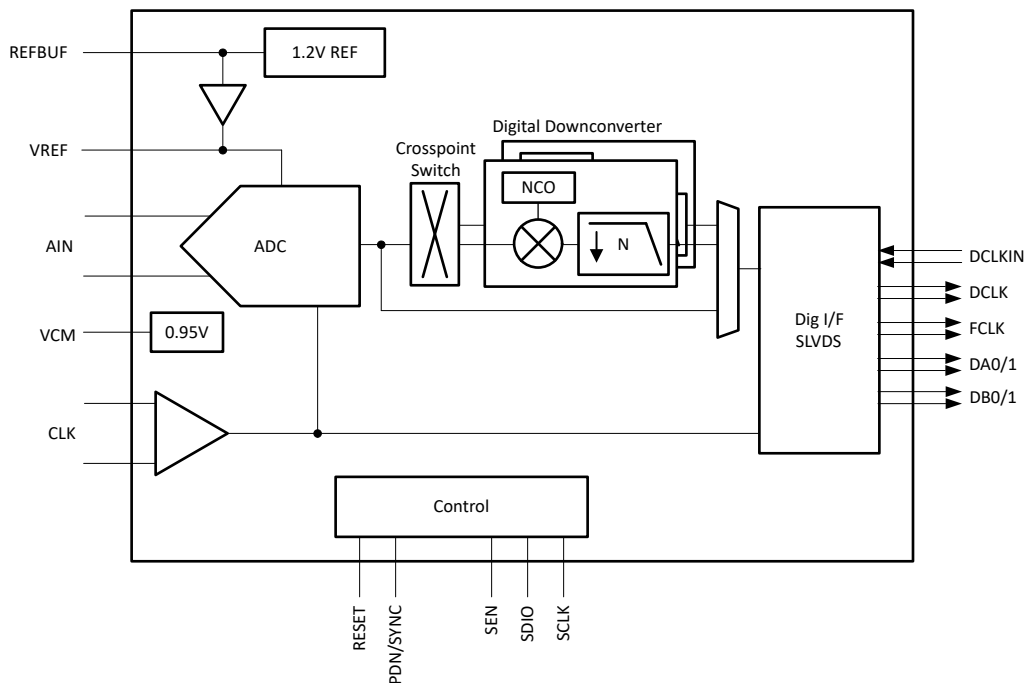 REFBUF
1.2V REF
VREF
Digital Downconverter
Crosspoint
Switch
NCO
AIN
ADC
N
DCLKIN
DCLK
VCM
0.95V
Dig I/F
SLVDS
FCLK
DA0/1
DB0/1
CLK
Control
RESET
PDN/SYNC
SEN
SDIO
SCLK